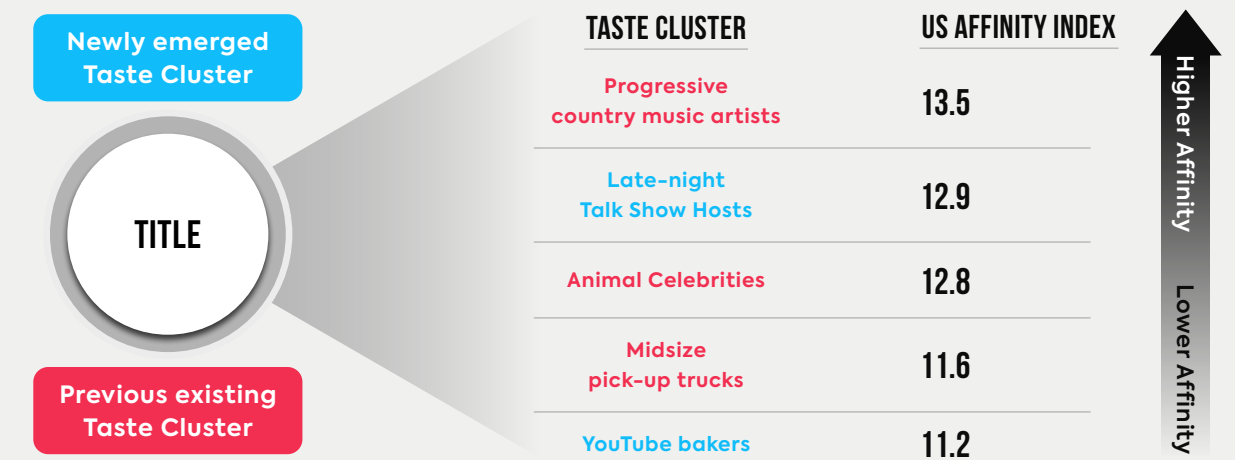 Newly emerged
Taste Cluster
TITLE
Previous existing
Taste Cluster
TASTE CLUSTER
US AFFINITY INDEX
Progressive
country music artists
13.5
Late-night
Talk Show Hosts
12.9
Animal Celebrities
12.8
Midsize
pick-up trucks
11.6
YouTube bakers
11.2
Higher Affinity
Lower Affinity